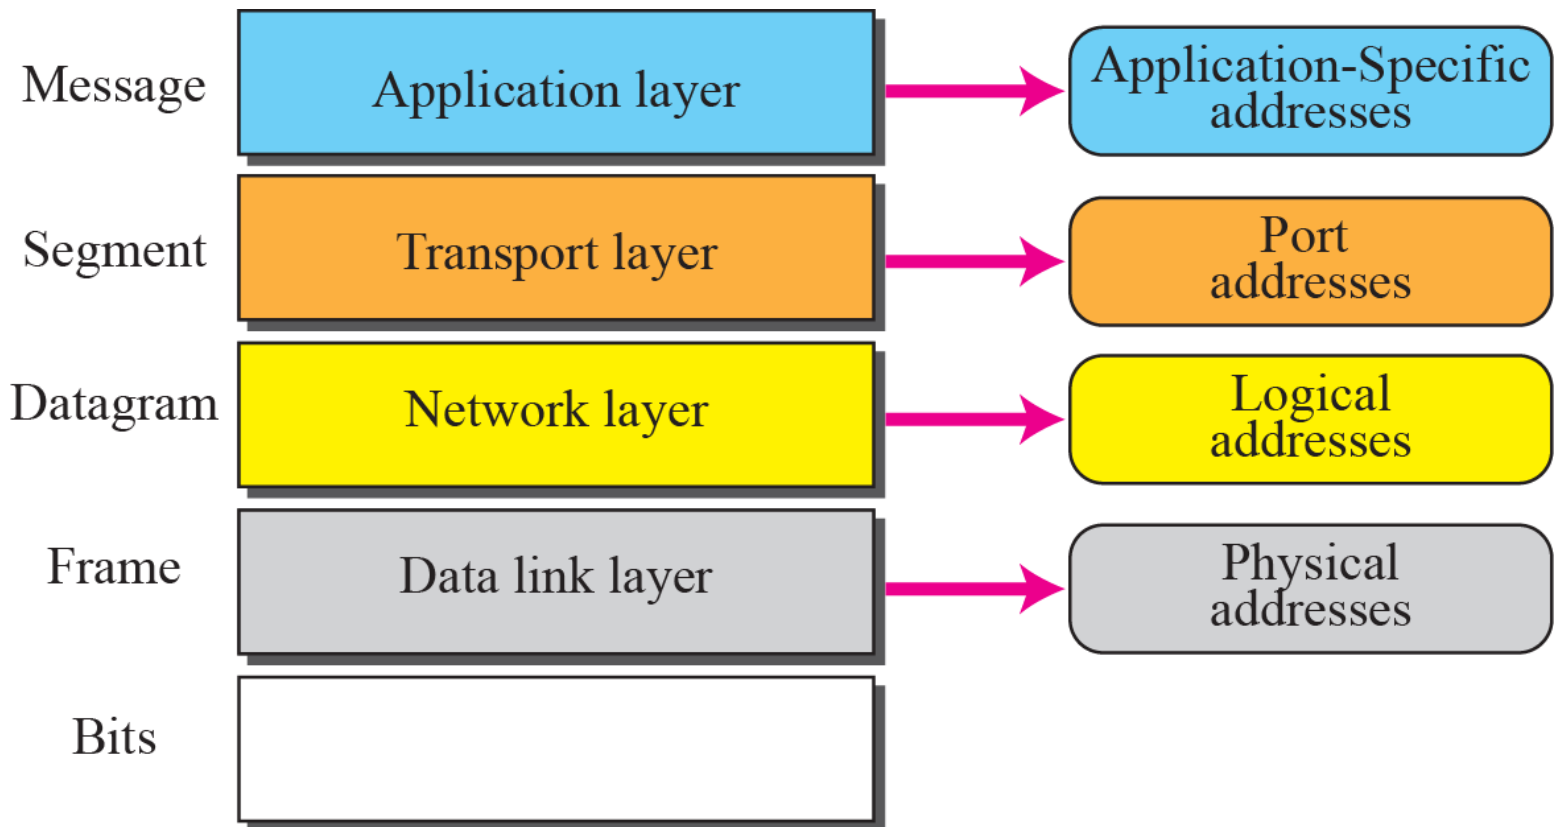 Message
Application layer
Application-Specific
addresses
Segment
Transport layer
Port
addresses
Datagram
Network layer
Logical
addresses
Frame
Data link layer
Physical
addresses
Bits